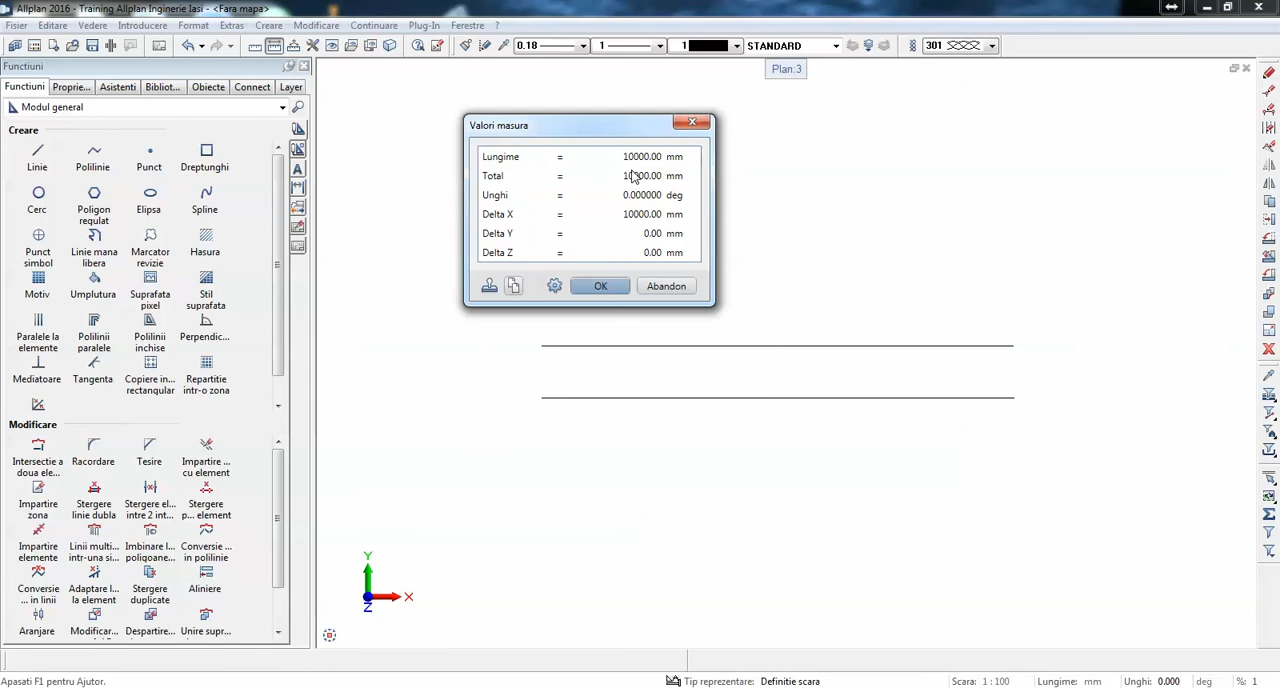 Allplan 2016 - Training Allplan Inginerie Iasi - <Fara mapa>
Fisier Editare Vedere Introducere Format Extras Creare Modificare Continuare Plug-In Ferestre ?
0.18 1 1 STANDARD 301
Functiuni
Functiuni Proprie... Asistenti Bibliot... Obiecte Connect Layer
Modul general
Creare
Linie Polilinie Punct Dreptunghi
Cerc Poligon regulat Elipsa Spline
Punct simbol Linie mana libera Marcator revizie Hasura
Motiv Umplutura Suprafata pixel Stil suprafata
Paralele la elemente Polilinii paralele Polilinii inchise Perpendic...
Mediatoare Tangenta Copiere in... rectangular Repartitie intr-o zona
Modificare
Intersectie a doua ele... Racordare Tesire Impartire ... cu element
Impartire zona Stergere linie dubla Stergere el... intre 2 int... Stergere p... element
Impartire elemente Linii multi... intr-una si... Imbinare l... poligoane... Conversie ... in polilinie
Conversie ... in linii Adaptare l... la element Stergere duplicate Aliniere
Aranjare Modificar... Despartire... Unire supr...
Plan:3
Valori masura
Lungime = 10000.00 mm
Total = 10000.00 mm
Unghi = 0.000000 deg
Delta X = 10000.00 mm
Delta Y = 0.00 mm
Delta Z = 0.00 mm
OK Abandon
Y
X
Z
Apasati F1 pentru Ajutor. Tip reprezentare: Definitie scara Scara: 1 : 100 Lungime: mm Unghi: 0.000 deg %: 1